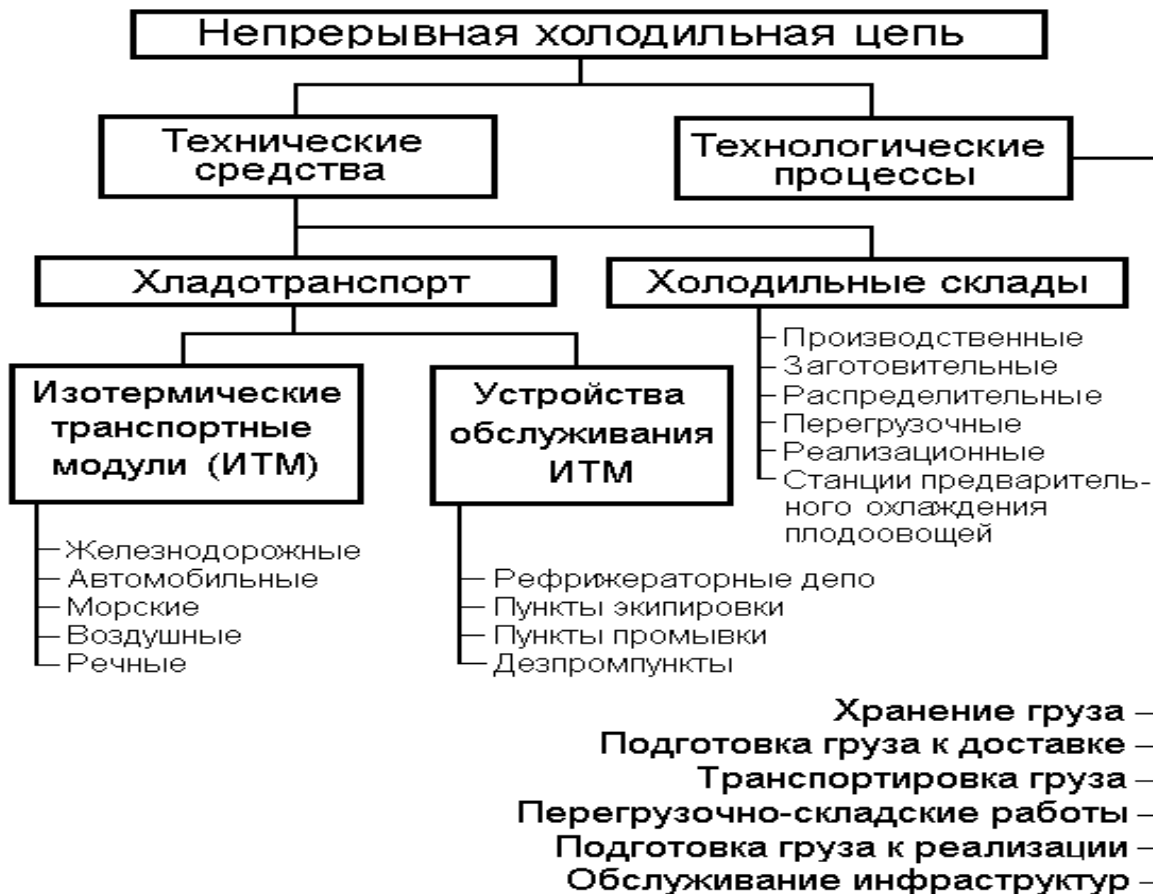 Непрерывная холодильная цепь
Технические
средства
Технологические
процессы
Хладотранспорт
Холодильные склады
Производственные
Заготовительные
Распределительные
Перегрузочные
Реализационные
Станции предваритель-
ного охлаждения
плодоовощей
Изотермические
транспортные
модули (ИТМ)
Устройства
обслуживания
ИТМ
Железнодорожные
Автомобильные
Морские
Воздушные
Речные
Рефрижераторные депо
Пункты экипировки
Пункты промывки
Дезпромпункты
Хранение груза
Подготовка груза к доставке
Транспортировка груза
Перегрузочно-складские работы
Подготовка груза к реализации
Обслуживание инфраструктур